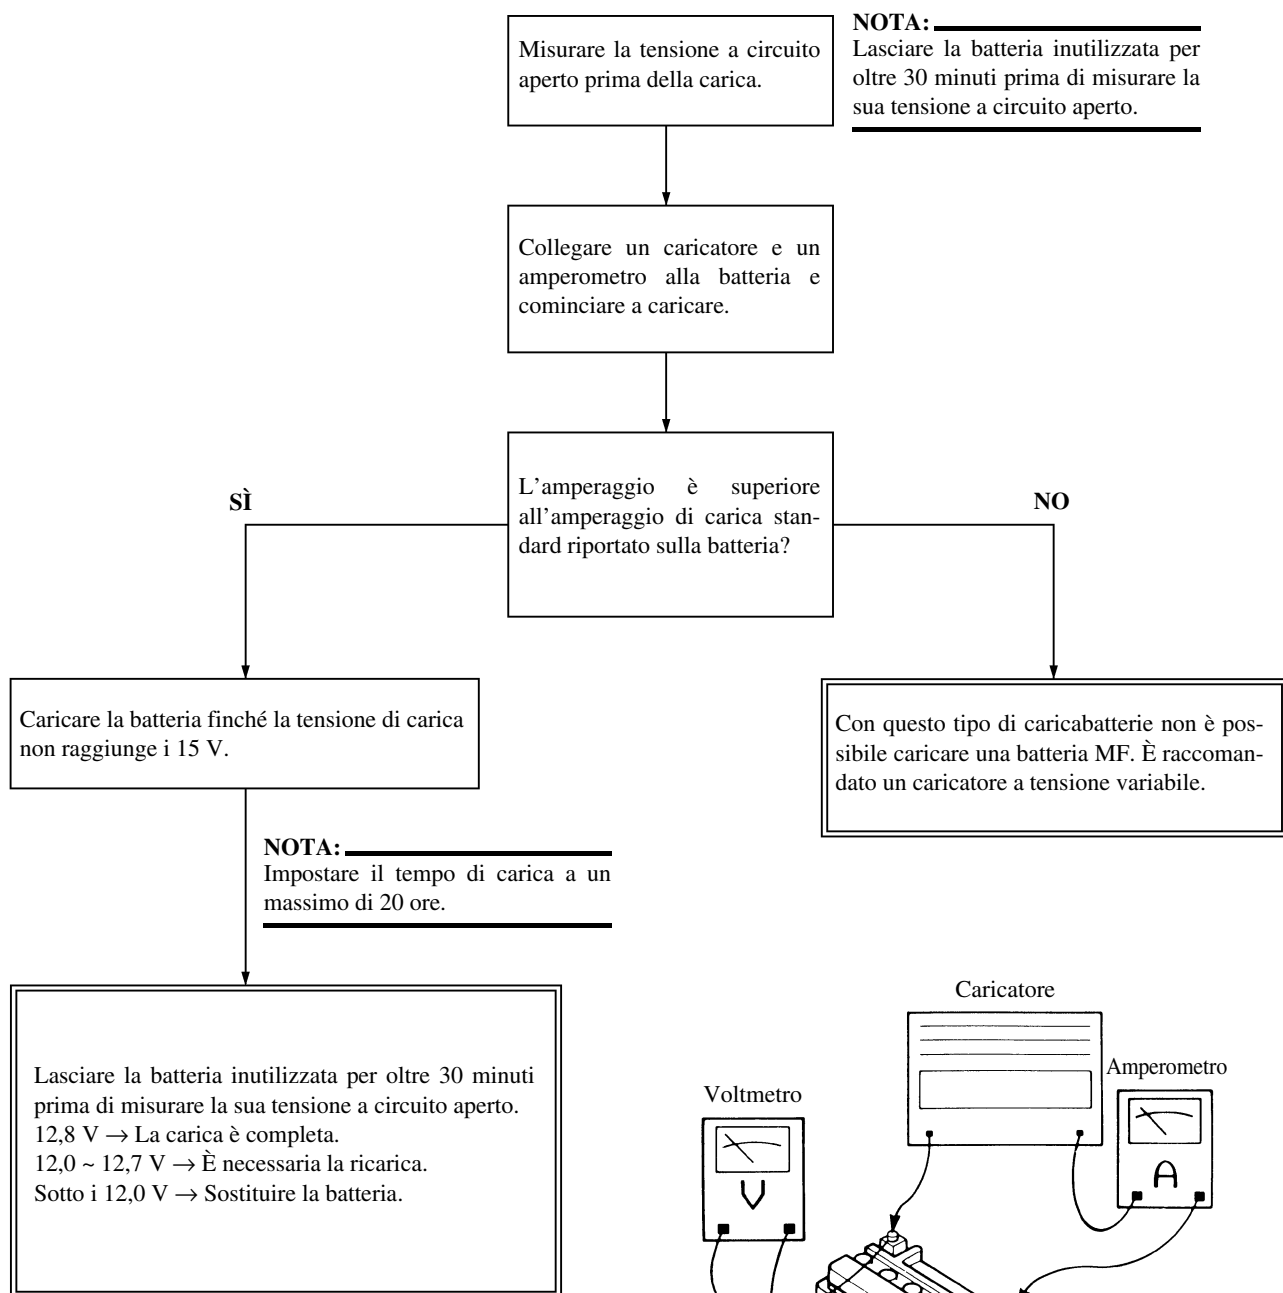 Misurare la tensione a circuito
aperto prima della carica.
NOTA:
Lasciare la batteria inutilizzata per
oltre 30 minuti prima di misurare la
sua tensione a circuito aperto.
Collegare un caricatore e un
amperometro alla batteria e
cominciare a caricare.
L'amperaggio è superiore
all'amperaggio di carica stan-
dard riportato sulla batteria?
SÌ
NO
Caricare la batteria finché la tensione di carica
non raggiunge i 15 V.
Con questo tipo di caricabatterie non è pos-
sibile caricare una batteria MF. È raccoman-
dato un caricatore a tensione variabile.
NOTA:
Impostare il tempo di carica a un
massimo di 20 ore.
Lasciare la batteria inutilizzata per oltre 30 minuti
prima di misurare la sua tensione a circuito aperto.
12,8 V → La carica è completa.
12,0 ~ 12,7 V → È necessaria la ricarica.
Sotto i 12,0 V → Sostituire la batteria.
Caricatore
Amperometro
Voltmetro
V
A